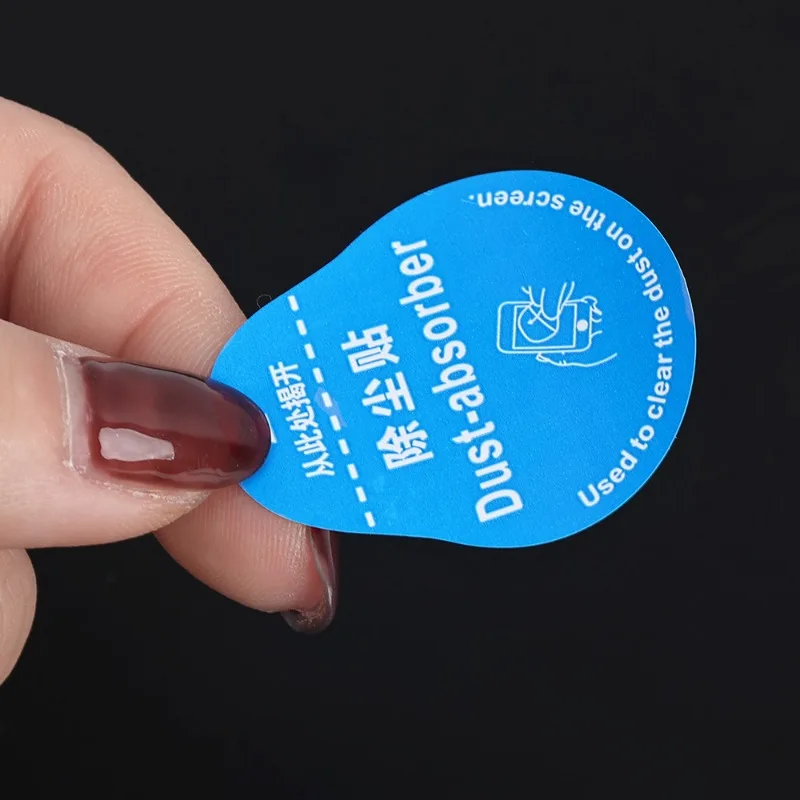 从此处揭开
除尘贴
Dust-absorber
Used to clear the dust on the screen.